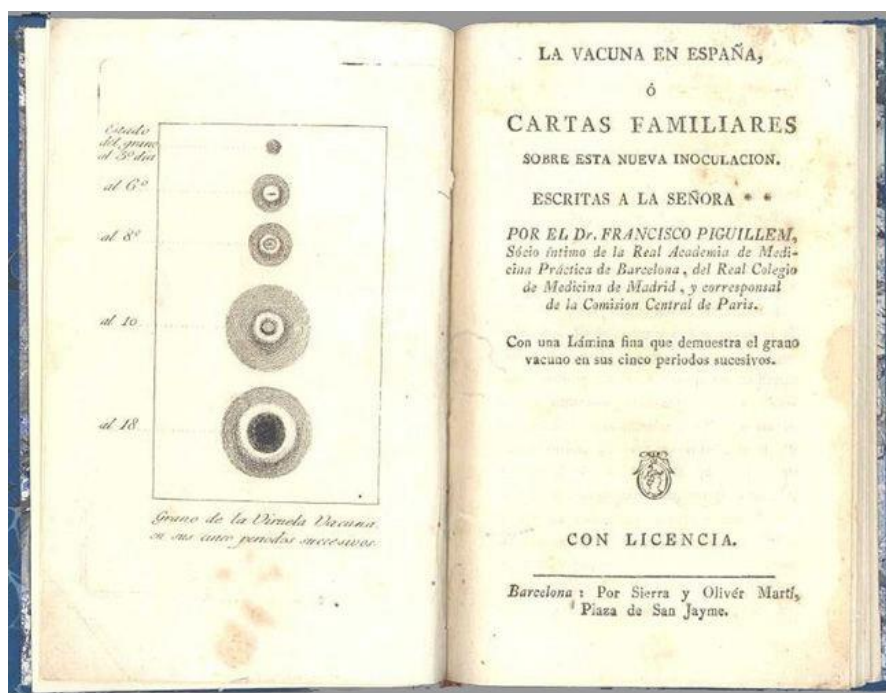 Estado
del grano
al 5º dia
al 6º
al 8º
al 10
al 18
Grano de la Viruela Vacuna
en sus cinco periodos succesivos.
LA VACUNA EN ESPAÑA,
ó
CARTAS FAMILIARES
SOBRE ESTA NUEVA INOCULACION.
ESCRITAS A LA SEÑORA * *
POR EL Dr. FRANCISCO PIGUILLEM,
Sócio íntimo de la Real Academia de Medi-
cina Práctica de Barcelona, del Real Colegio
de Medicina de Madrid, y corresponsal
de la Comision Central de Paris.
Con una Lámina fina que demuestra el grano
vacuno en sus cinco periodos sucesivos.
CON LICENCIA.
Barcelona: Por Sierra y Olivér Martí,
Plaza de San Jayme.